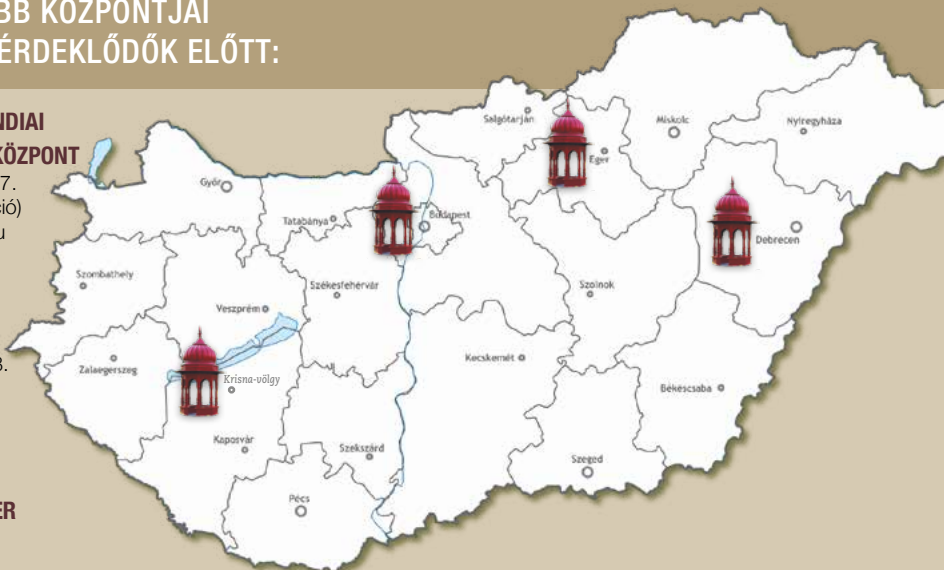 BB KÖZPONTJAI
ÉRDEKLŐDŐK ELŐTT:
NDIAI
KÖZPONT
7.
ció)
u
3.
ER
Salgótarján
Miskolc
Nyíregyháza
Eger
Győr
Tatabánya
Budapest
Debrecen
Szombathely
Székesfehérvár
Szolnok
Veszprém
Zalaegerszeg
Krisna-völgy
Kecskemét
Békéscsaba
Kaposvár
Szekszárd
Szeged
Pécs